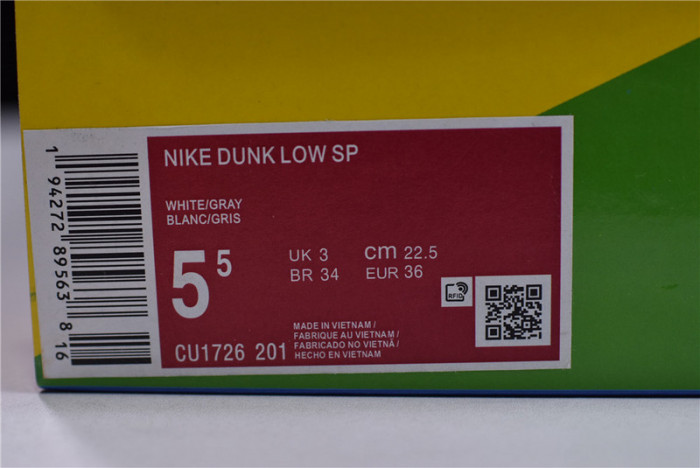 NIKE DUNK LOW SP
WHITE/GRAY
BLANC/GRIS
5 5
UK 3 cm 22.5
BR 34 EUR 36
RFID
CU1726 201
MADE IN VIETNAM /
FABRIQUE AU VIETNAM /
FABRICADO NO VIETNÃ /
HECHO EN VIETNAM
1 94272 89563 8 16